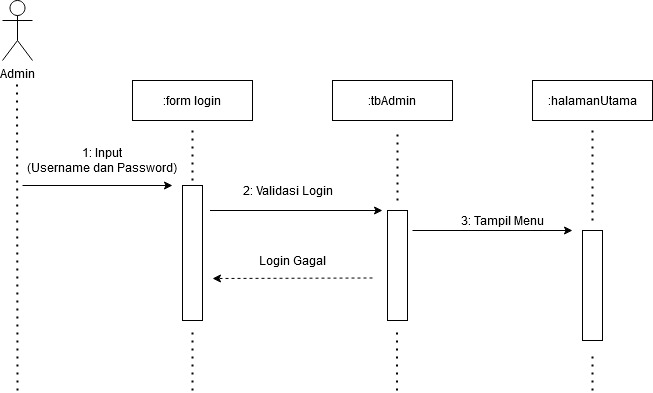 Admin
:form login
:tbAdmin
:halamanUtama
1: Input
(Username dan Password)
2: Validasi Login
3: Tampil Menu
Login Gagal